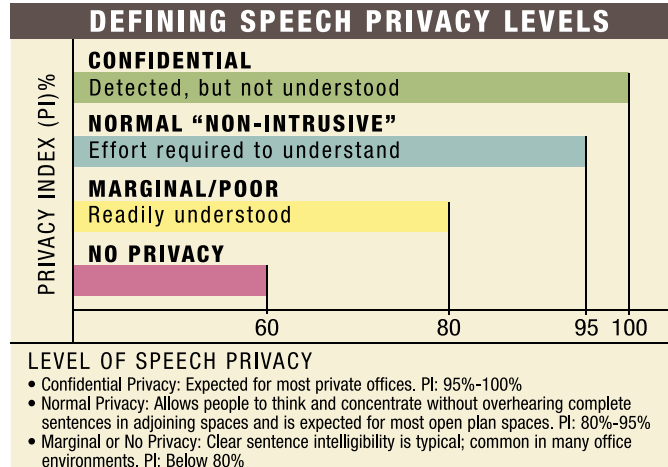 DEFINING SPEECH PRIVACY LEVELS
PRIVACY INDEX (PI)%
CONFIDENTIAL
Detected, but not understood
NORMAL “NON-INTRUSIVE”
Effort required to understand
MARGINAL/POOR
Readily understood
NO PRIVACY
60 80 95 100
LEVEL OF SPEECH PRIVACY
• Confidential Privacy: Expected for most private offices. PI: 95%-100%
• Normal Privacy: Allows people to think and concentrate without overhearing complete
sentences in adjoining spaces and is expected for most open plan spaces. PI: 80%-95%
• Marginal or No Privacy: Clear sentence intelligibility is typical; common in many office
environments. PI: Below 80%